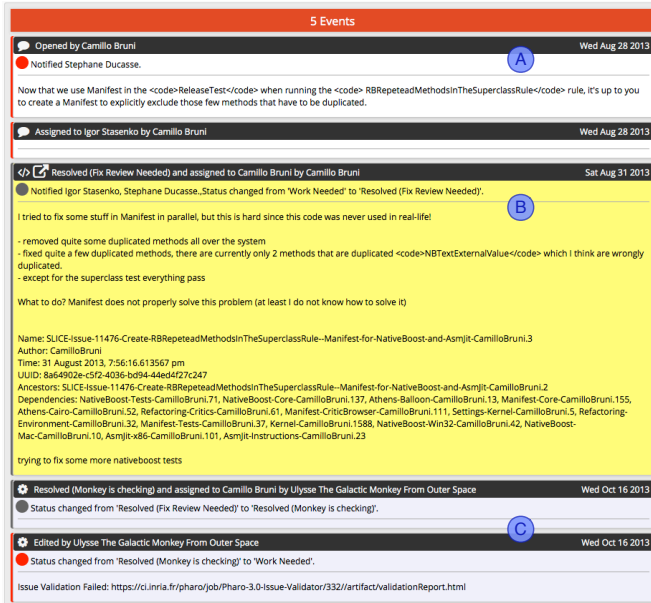 5 Events
Opened by Camillo Bruni Wed Aug 28 2013
A
Notified Stephane Ducasse.
Now that we use Manifest in the <code>ReleaseTest</code> when running the <code> RBRepeteadMethodsInTheSuperclassRule</code> rule, it's up to you
to create a Manifest to explicitly exclude those few methods that have to be duplicated.
Assigned to Igor Stasenko by Camillo Bruni Wed Aug 28 2013
</> Resolved (Fix Review Needed) and assigned to Camillo Bruni by Camillo Bruni Sat Aug 31 2013
Notified Igor Stasenko, Stephane Ducasse.,Status changed from 'Work Needed' to 'Resolved (Fix Review Needed)'.
B
I tried to fix some stuff in Manifest in parallel, but this is hard since this code was never used in real-life!
- removed quite some duplicated methods all over the system
- fixed quite a few duplicated methods, there are currently only 2 methods that are duplicated <code>NBTextExternalValue</code> which I think are wrongly
duplicated.
- except for the superclass test everything pass
What to do? Manifest does not properly solve this problem (at least I do not know how to solve it)
Name: SLICE-Issue-11476-Create-RBRepeteadMethodsInTheSuperclassRule--Manifest-for-NativeBoost-and-AsmJit-CamilloBruni.3
Author: CamilloBruni
Time: 31 August 2013, 7:56:16.613567 pm
UUID: 8a64902e-c5f2-4036-bd94-44ed4f27c247
Ancestors: SLICE-Issue-11476-Create-RBRepeteadMethodsInTheSuperclassRule--Manifest-for-NativeBoost-and-AsmJit-CamilloBruni.2
Dependencies: NativeBoost-Tests-CamilloBruni.71, NativeBoost-Core-CamilloBruni.137, Athens-Balloon-CamilloBruni.13, Manifest-Core-CamilloBruni.155,
Athens-Cairo-CamilloBruni.52, Refactoring-Critics-CamilloBruni.61, Manifest-CriticBrowser-CamilloBruni.111, Settings-Kernel-CamilloBruni.5, Refactoring-
Environment-CamilloBruni.32, Manifest-Tests-CamilloBruni.37, Kernel-CamilloBruni.1588, NativeBoost-Win32-CamilloBruni.42, NativeBoost-
Mac-CamilloBruni.10, AsmJit-x86-CamilloBruni.101, AsmJit-Instructions-CamilloBruni.23
trying to fix some more nativeboost tests
Resolved (Monkey is checking) and assigned to Camillo Bruni by Ulysse The Galactic Monkey From Outer Space Wed Oct 16 2013
Status changed from 'Resolved (Fix Review Needed)' to 'Resolved (Monkey is checking)'.
C
Edited by Ulysse The Galactic Monkey From Outer Space Wed Oct 16 2013
Status changed from 'Resolved (Monkey is checking)' to 'Work Needed'.
Issue Validation Failed: https://ci.inria.fr/pharo/job/Pharo-3.0-Issue-Validator/332//artifact/validationReport.html